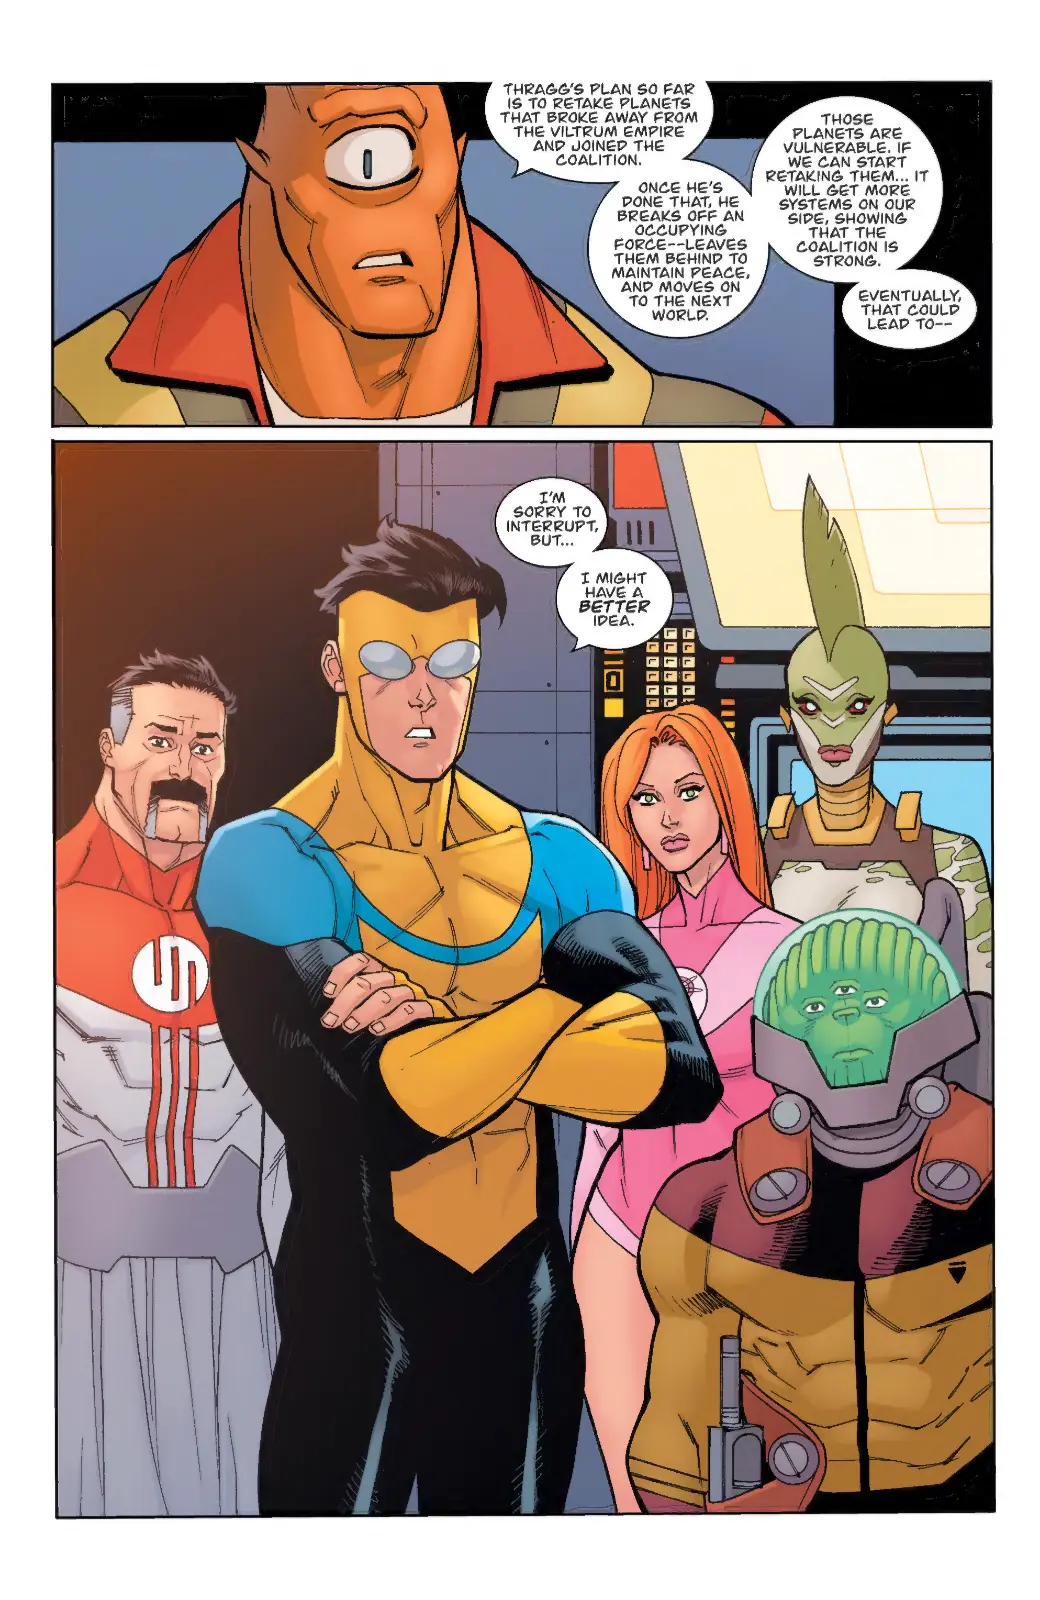 THRAGG'S PLAN SO FAR
IS TO RETAKE PLANETS
THAT BROKE AWAY FROM
THE VILTRUM EMPIRE
AND JOINED THE
COALITION.
ONCE HE'S
DONE THAT, HE
BREAKS OFF AN
OCCUPYING
FORCE--LEAVES
THEM BEHIND TO
MAINTAIN PEACE,
AND MOVES ON
TO THE NEXT
WORLD.
THOSE
PLANETS ARE
VULNERABLE. IF
WE CAN START
RETAKING THEM... IT
WILL GET MORE
SYSTEMS ON OUR
SIDE, SHOWING
THAT THE
COALITION IS
STRONG.
EVENTUALLY,
THAT COULD
LEAD TO--
I'M
SORRY TO
INTERRUPT,
BUT...
I MIGHT
HAVE A
BETTER
IDEA.